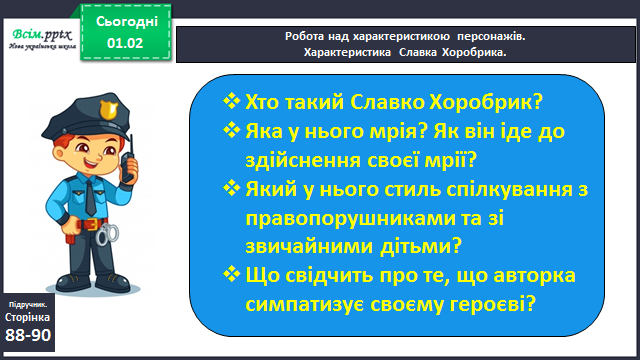 Всім.pptx
Нова українська школа
Сьогодні
01.02
Робота над характеристикою персонажів.
Характеристика Славка Хоробрика.
❖ Хто такий Славко Хоробрик?
❖ Яка у нього мрія? Як він іде до
здійснення своєї мрії?
❖ Який у нього стиль спілкування з
правопорушниками та зі
звичайними дітьми?
❖ Що свідчить про те, що авторка
симпатизує своєму героєві?
Підручник.
Сторінка
88-90